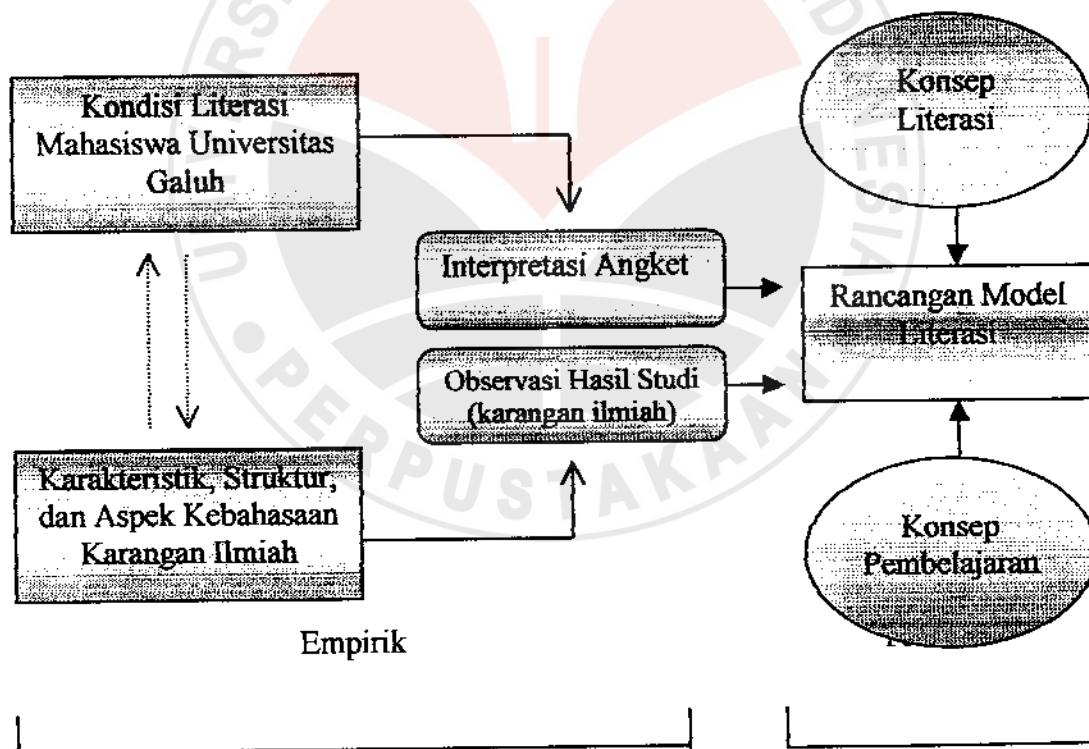 Kondisi Literasi
Mahasiswa Universitas
Galuh
Konsep
Literasi
Interpretasi Angket
Rancangan Model
Literasi
Observasi Hasil Studi
(karangan ilmiah)
Karakteristik, Struktur,
dan Aspek Kebahasaan
Karangan Ilmiah
Konsep
Pembelajaran
Empirik
PERPUSTAKAAN